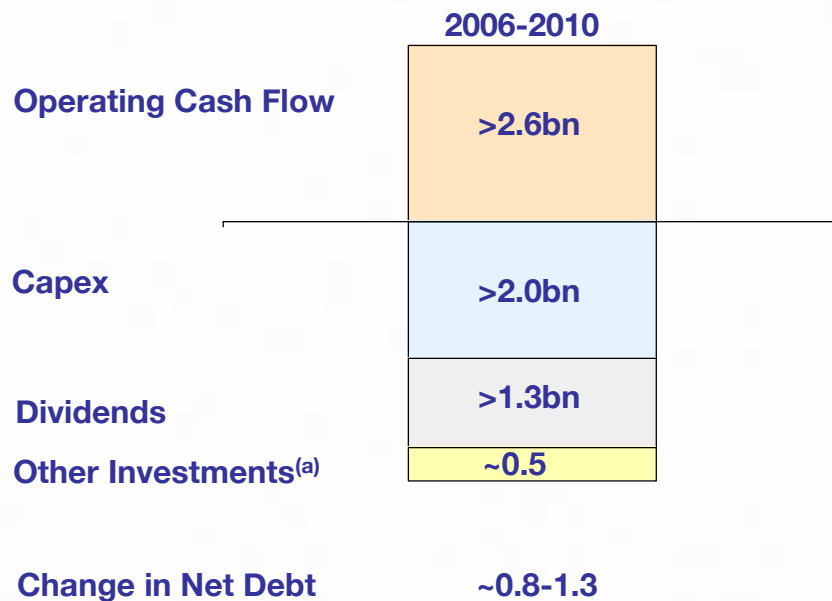 2006-2010
Operating Cash Flow
>2.6bn
Capex
>2.0bn
Dividends
>1.3bn
Other Investments(a)
~0.5
Change in Net Debt
~0.8-1.3